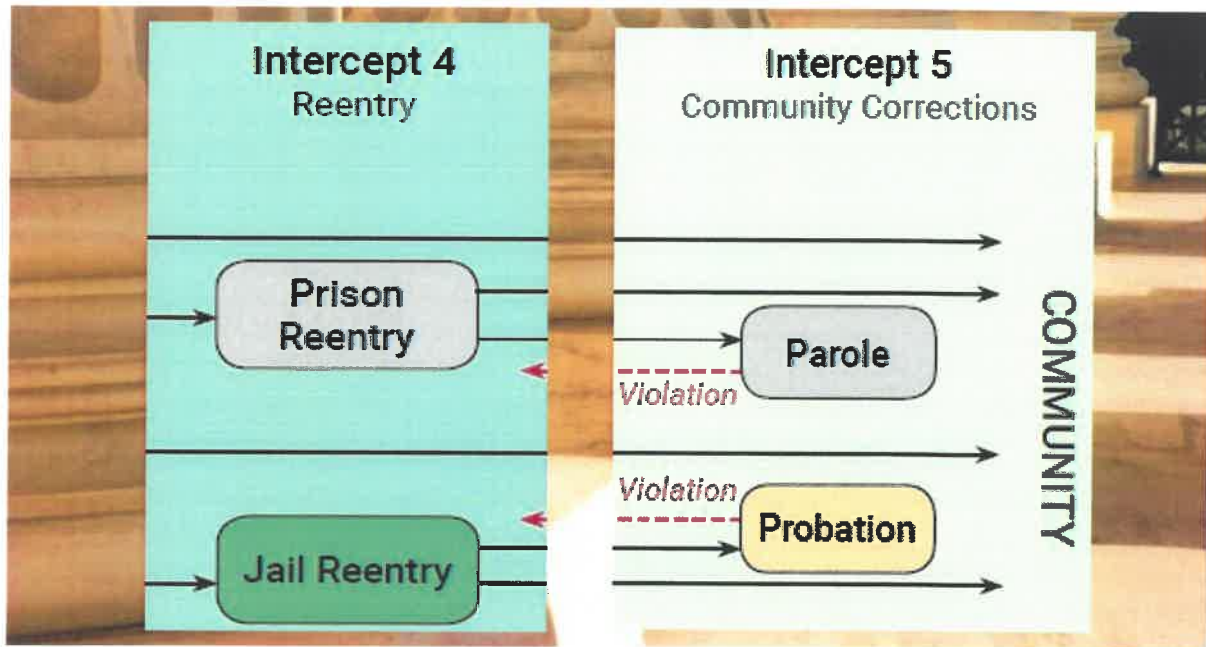 Intercept 4
Reentry
Prison
Reentry
Jail Reentry
Intercept 5
Community Corrections
Parole
Violation
Violation
Probation
COMMUNITY